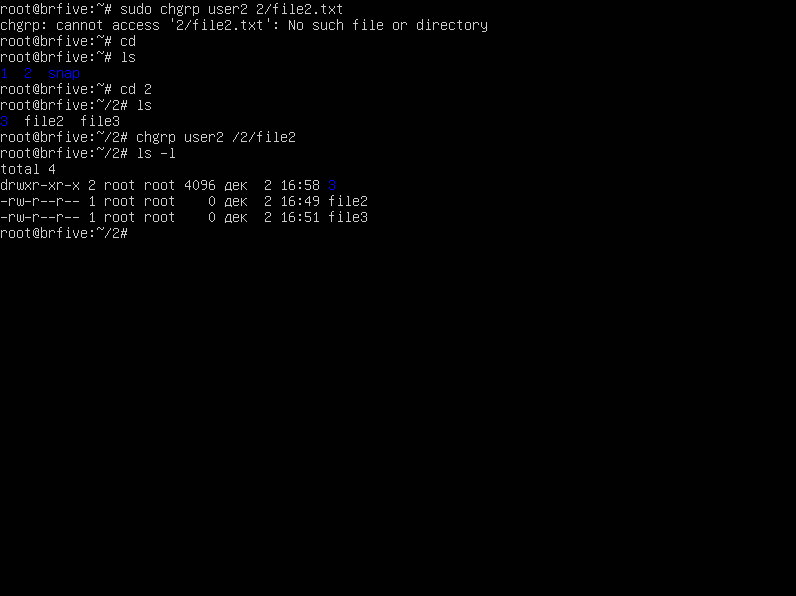 root@brfive:~# sudo chgrp user2 2/file2.txt
chgrp: cannot access '2/file2.txt': No such file or directory
root@brfive:~# cd
root@brfive:~# ls
1  2  snap
root@brfive:~# cd 2
root@brfive:~/2# ls
3  file2  file3
root@brfive:~/2# chgrp user2 /2/file2
root@brfive:~/2# ls -l
total 4
drwxr-xr-x 2 root root 4096 дек  2 16:58 3
-rw-r--r-- 1 root root    0 дек  2 16:49 file2
-rw-r--r-- 1 root root    0 дек  2 16:51 file3
root@brfive:~/2#